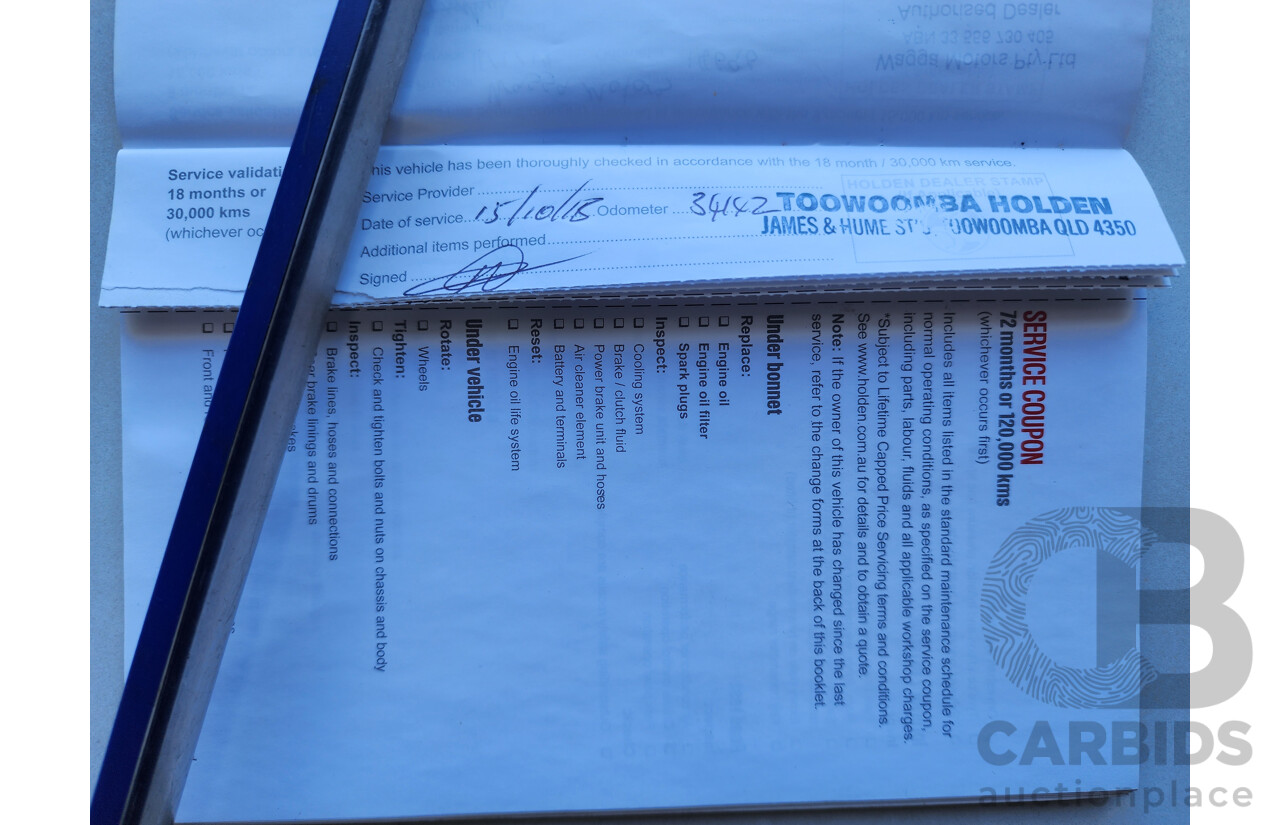 Authorised Dealer
ABN 33 556 730 405
Wagga Motors Pty.Ltd
Service validati
18 months or
30,000 kms
(whichever oc
his vehicle has been thoroughly checked in accordance with the 18 month / 30,000 km service.
Service Provider
Date of service 15/10/18 Odometer 34142
Additional items performed
Signed
HOLDEN DEALER STAMP
TOOWOOMBA HOLDEN
JAMES & HUME ST'S, TOOWOOMBA QLD 4350
SERVICE COUPON
72 months or 120,000 kms
(whichever occurs first)
Includes all items listed in the standard maintenance schedule for
normal operating conditions, as specified on the service coupon,
including parts, labour, fluids and all applicable workshop charges.
*Subject to Lifetime Capped Price Servicing terms and conditions.
See www.holden.com.au for details and to obtain a quote.
Note: If the owner of this vehicle has changed since the last
service, refer to the change forms at the back of this booklet.
Under bonnet
Replace:
❑ Engine oil
❑ Engine oil filter
❑ Spark plugs
Inspect:
❑ Cooling system
❑ Brake / clutch fluid
❑ Power brake unit and hoses
❑ Air cleaner element
❑ Battery and terminals
Reset:
❑ Engine oil life system
Under vehicle
Rotate:
❑ Wheels
Tighten:
❑ Check and tighten bolts and nuts on chassis and body
Inspect:
❑ Brake lines, hoses and connections
brake linings and drums
akes
❑ Front and
CB
CARBIDS
auctionplace